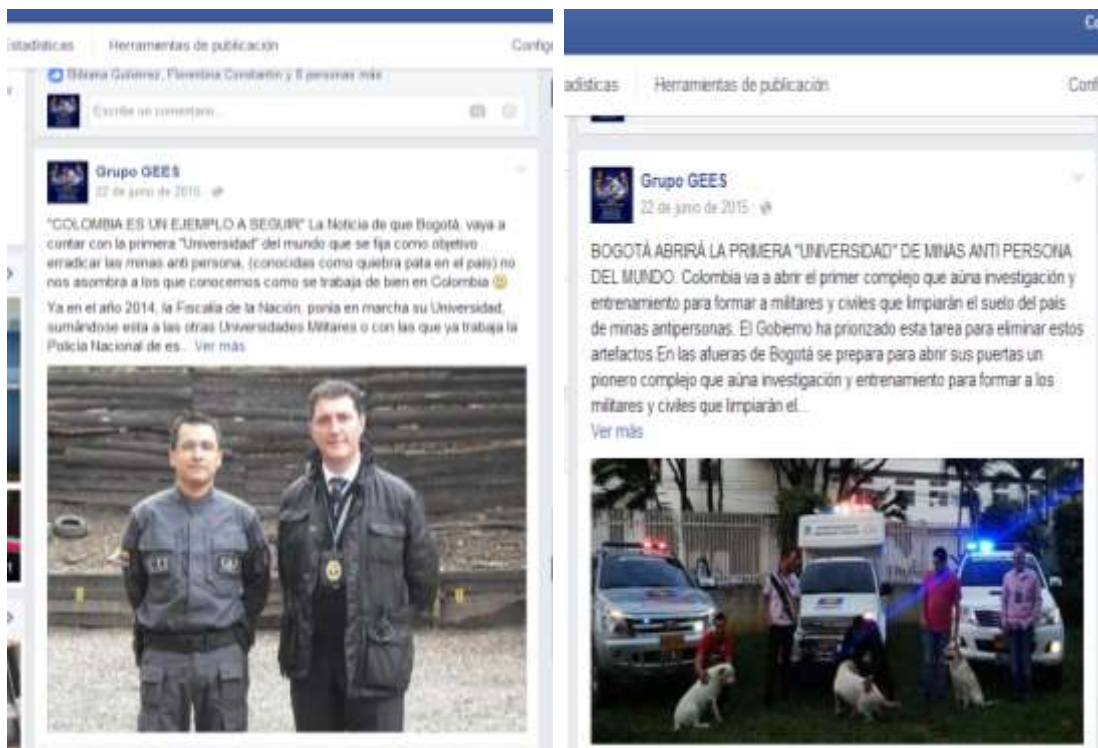 Estadísticas Herramientas de publicación Config
Bibiana Gutiérrez, Florentina Constantin y 8 personas más
Escribe un comentario...
Grupo GEES
22 de junio de 2015
"COLOMBIA ES UN EJEMPLO A SEGUIR" La Noticia de que Bogotá, vaya a
contar con la primera "Universidad" del mundo que se fija como objetivo
erradicar las minas anti persona, (conocidas como quiebra pata en el país) no
nos asombra a los que conocemos como se trabaja de bien en Colombia
Ya en el año 2014, la Fiscalía de la Nación, ponía en marcha su Universidad,
sumándose esta a las otras Universidades Militares o con las que ya trabaja la
Policía Nacional de es... Ver más
CTI
adísticas Herramientas de publicación Conf
Grupo GEES
22 de junio de 2015
BOGOTÁ ABRIRÁ LA PRIMERA "UNIVERSIDAD" DE MINAS ANTI PERSONA
DEL MUNDO. Colombia va a abrir el primer complejo que aúna investigación y
entrenamiento para formar a militares y civiles que limpiarán el suelo del país
de minas antipersonas. El Gobierno ha priorizado esta tarea para eliminar estos
artefactos.En las afueras de Bogotá se prepara para abrir sus puertas un
pionero complejo que aúna investigación y entrenamiento para formar a los
militares y civiles que limpiarán el...
Ver más